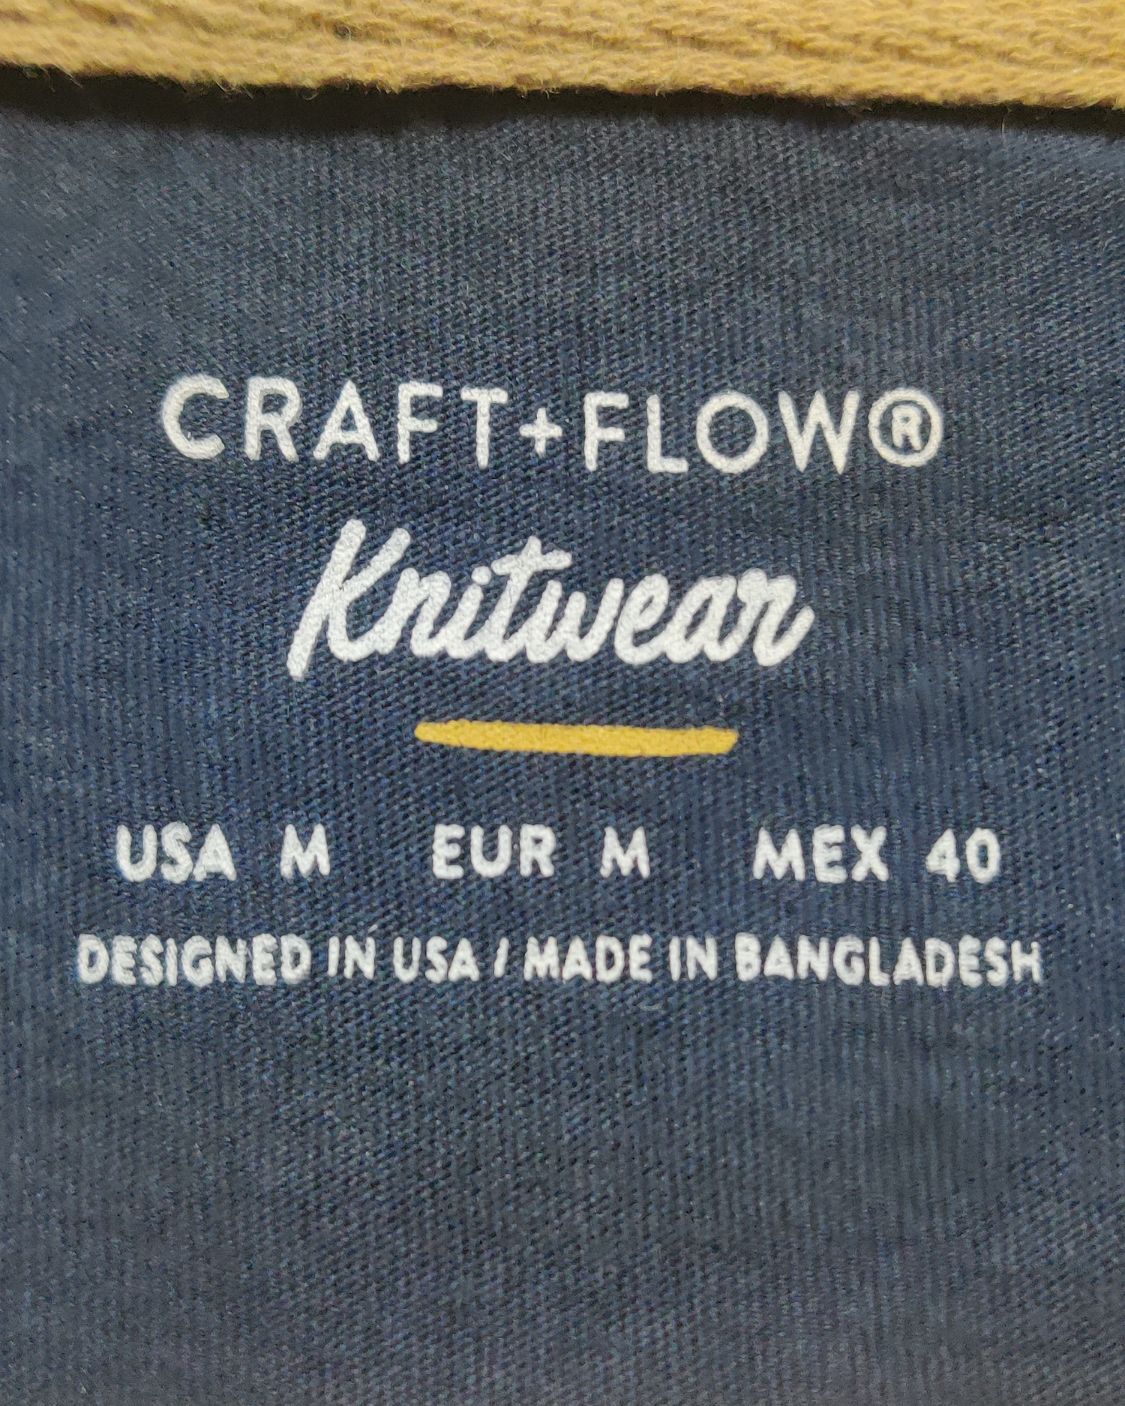 CRAFT+FLOW®
Knitwear
USA M EUR M MEX 40
DESIGNED IN USA / MADE IN BANGLADESH